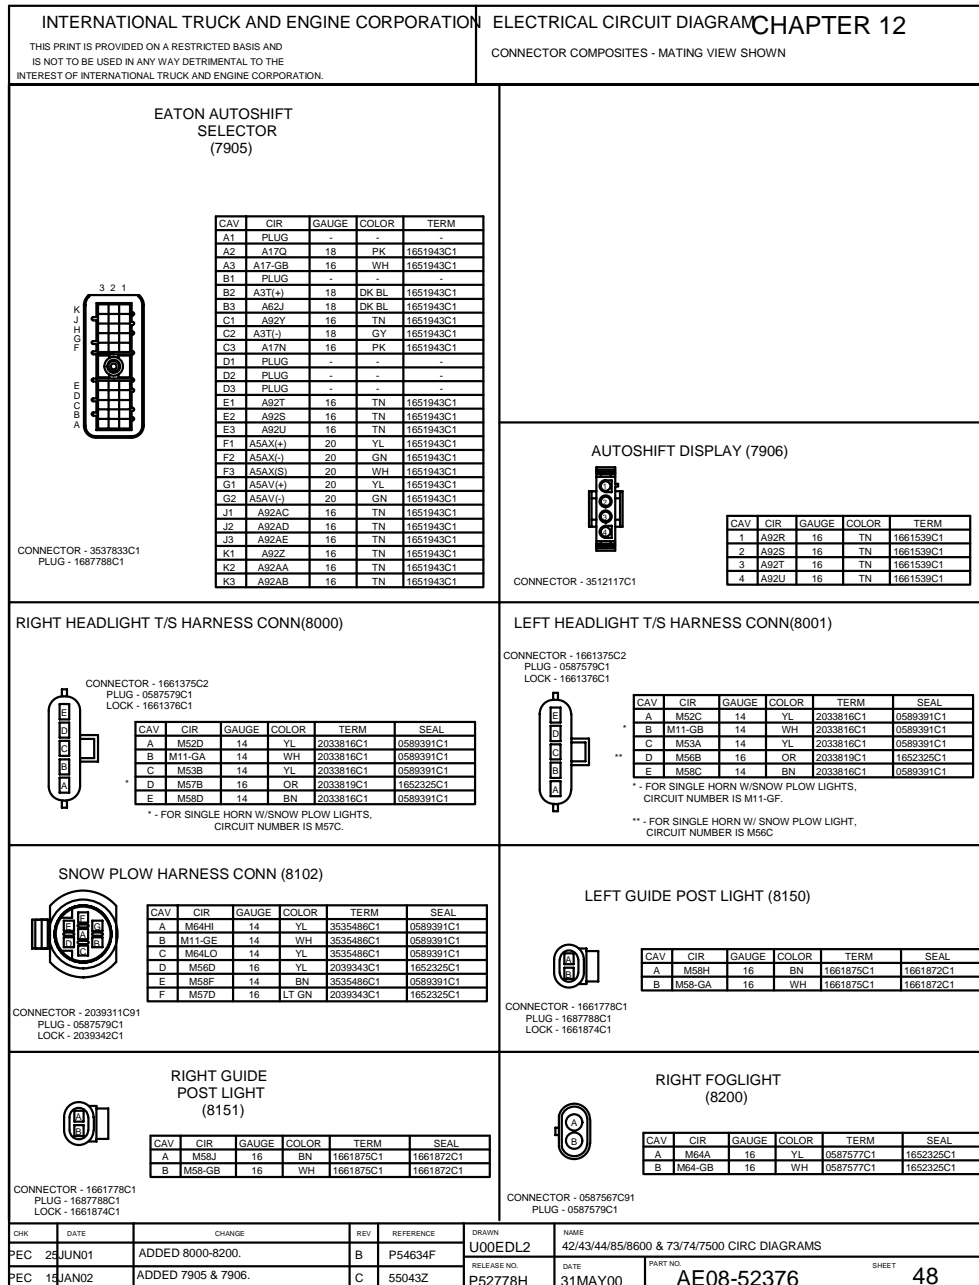 INTERNATIONAL TRUCK AND ENGINE CORPORATION
THIS PRINT IS PROVIDED ON A RESTRICTED BASIS AND
IS NOT TO BE USED IN ANY WAY DETRIMENTAL TO THE
INTEREST OF INTERNATIONAL TRUCK AND ENGINE CORPORATION.
ELECTRICAL CIRCUIT DIAGRAM CHAPTER 12
CONNECTOR COMPOSITES - MATING VIEW SHOWN
EATON AUTOSHIFT
SELECTOR
(7905)
3 2 1
K
J
H
G
F
E
D
C
B
A
CONNECTOR - 3537833C1
PLUG - 1687788C1
CAV CIR GAUGE COLOR TERM
A1 PLUG - - -
A2 A17Q 18 PK 1651943C1
A3 A17-GB 16 WH 1651943C1
B1 PLUG - - -
B2 A3T(+) 18 DK BL 1651943C1
B3 A62J 18 DK BL 1651943C1
C1 A92Y 16 TN 1651943C1
C2 A3T(-) 18 GY 1651943C1
C3 A17N 16 PK 1651943C1
D1 PLUG - - -
D2 PLUG - - -
D3 PLUG - - -
E1 A92T 16 TN 1651943C1
E2 A92S 16 TN 1651943C1
E3 A92U 16 TN 1651943C1
F1 A5AX(+) 20 YL 1651943C1
F2 A5AX(-) 20 GN 1651943C1
F3 A5AX(S) 20 WH 1651943C1
G1 A5AV(+) 20 YL 1651943C1
G2 A5AV(-) 20 GN 1651943C1
J1 A92AC 16 TN 1651943C1
J2 A92AD 16 TN 1651943C1
J3 A92AE 16 TN 1651943C1
K1 A92Z 16 TN 1651943C1
K2 A92AA 16 TN 1651943C1
K3 A92AB 16 TN 1651943C1
AUTOSHIFT DISPLAY (7906)
1
2
3
4
CONNECTOR - 3512117C1
CAV CIR GAUGE COLOR TERM
1 A92R 16 TN 1661539C1
2 A92S 16 TN 1661539C1
3 A92T 16 TN 1661539C1
4 A92U 16 TN 1661539C1
RIGHT HEADLIGHT T/S HARNESS CONN(8000)
CONNECTOR - 1661375C2
PLUG - 0587579C1
LOCK - 1661376C1
E
D
C
B
A
CAV CIR GAUGE COLOR TERM SEAL
A M52D 14 YL 2033816C1 0589391C1
B M11-GA 14 WH 2033816C1 0589391C1
C M53B 14 YL 2033816C1 0589391C1
* D M57B 16 OR 2033819C1 1652325C1
E M58D 14 BN 2033816C1 0589391C1
* - FOR SINGLE HORN W/SNOW PLOW LIGHTS,
CIRCUIT NUMBER IS M57C.
LEFT HEADLIGHT T/S HARNESS CONN(8001)
CONNECTOR - 1661375C2
PLUG - 0587579C1
LOCK - 1661376C1
E
D
C
B
A
CAV CIR GAUGE COLOR TERM SEAL
A M52C 14 YL 2033816C1 0589391C1
* B M11-GB 14 WH 2033816C1 0589391C1
C M53A 14 YL 2033816C1 0589391C1
** D M56B 16 OR 2033819C1 1652325C1
E M58C 14 BN 2033816C1 0589391C1
* - FOR SINGLE HORN W/SNOW PLOW LIGHTS,
CIRCUIT NUMBER IS M11-GF.
** - FOR SINGLE HORN W/ SNOW PLOW LIGHT,
CIRCUIT NUMBER IS M56C
SNOW PLOW HARNESS CONN (8102)
CONNECTOR - 2039311C91
PLUG - 0587579C1
LOCK - 2039342C1
CAV CIR GAUGE COLOR TERM SEAL
A M64HI 14 YL 3535486C1 0589391C1
B M11-GE 14 WH 3535486C1 0589391C1
C M64LO 14 YL 3535486C1 0589391C1
D M56D 16 YL 2039343C1 1652325C1
E M58F 14 BN 3535486C1 0589391C1
F M57D 16 LT GN 2039343C1 1652325C1
LEFT GUIDE POST LIGHT (8150)
A
B
CONNECTOR - 1661778C1
PLUG - 1687788C1
LOCK - 1661874C1
CAV CIR GAUGE COLOR TERM SEAL
A M58H 16 BN 1661875C1 1661872C1
B M58-GA 16 WH 1661875C1 1661872C1
RIGHT GUIDE
POST LIGHT
(8151)
A
B
CONNECTOR - 1661778C1
PLUG - 1687788C1
LOCK - 1661874C1
CAV CIR GAUGE COLOR TERM SEAL
A M58J 16 BN 1661875C1 1661872C1
B M58-GB 16 WH 1661875C1 1661872C1
RIGHT FOGLIGHT
(8200)
A
B
CONNECTOR - 0587567C91
PLUG - 0587579C1
CAV CIR GAUGE COLOR TERM SEAL
A M64A 16 YL 0587577C1 1652325C1
B M64-GB 16 WH 0587577C1 1652325C1
CHK DATE CHANGE REV REFERENCE
PEC 25JUN01 ADDED 8000-8200. B P54634F
PEC 15JAN02 ADDED 7905 & 7906. C 55043Z
DRAWN
U00EDL2
NAME
42/43/44/85/8600 & 73/74/7500 CIRC DIAGRAMS
RELEASE NO.
P52778H
DATE
31MAY00
PART NO.
AE08-52376
SHEET
48